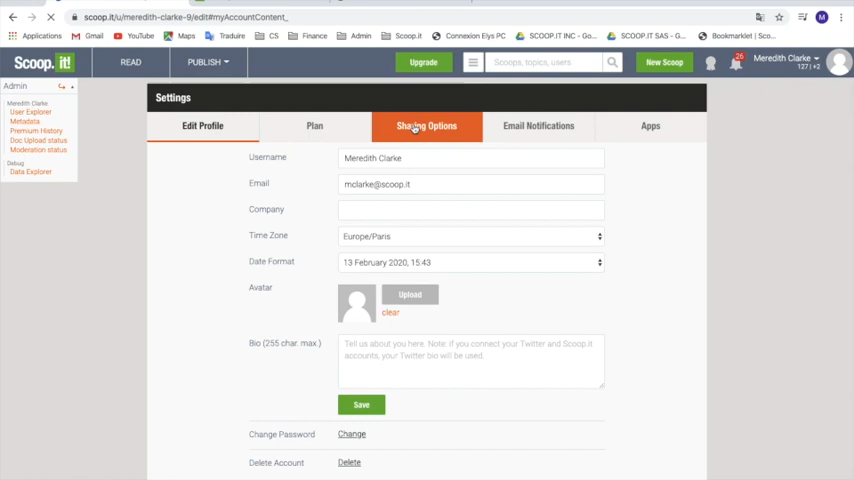 scoop.it/u/meredith-clarke-9/edit#myAccountContent_
M
Applications Gmail YouTube Maps Traduire CS Finance Admin Scoop.it Connexion Elys PC SCOOP.IT INC - Go... SCOOP.IT SAS - G... Bookmarklet | Sco...
Scoop.it! READ PUBLISH Upgrade Scoops, topics, users New Scoop 26 Meredith Clarke
127 | +2
Admin
Meredith Clarke
User Explorer
Metadata
Premium History
Doc Upload status
Moderation status
Debug
Data Explorer
Settings
Edit Profile Plan Sharing Options Email Notifications Apps
Username Meredith Clarke
Email mclarke@scoop.it
Company
Time Zone Europe/Paris
Date Format 13 February 2020, 15:43
Avatar Upload
clear
Bio (255 char. max.) Tell us about you here. Note: if you connect your Twitter and Scoop.it
accounts, your Twitter bio will be used.
Save
Change Password Change
Delete Account Delete